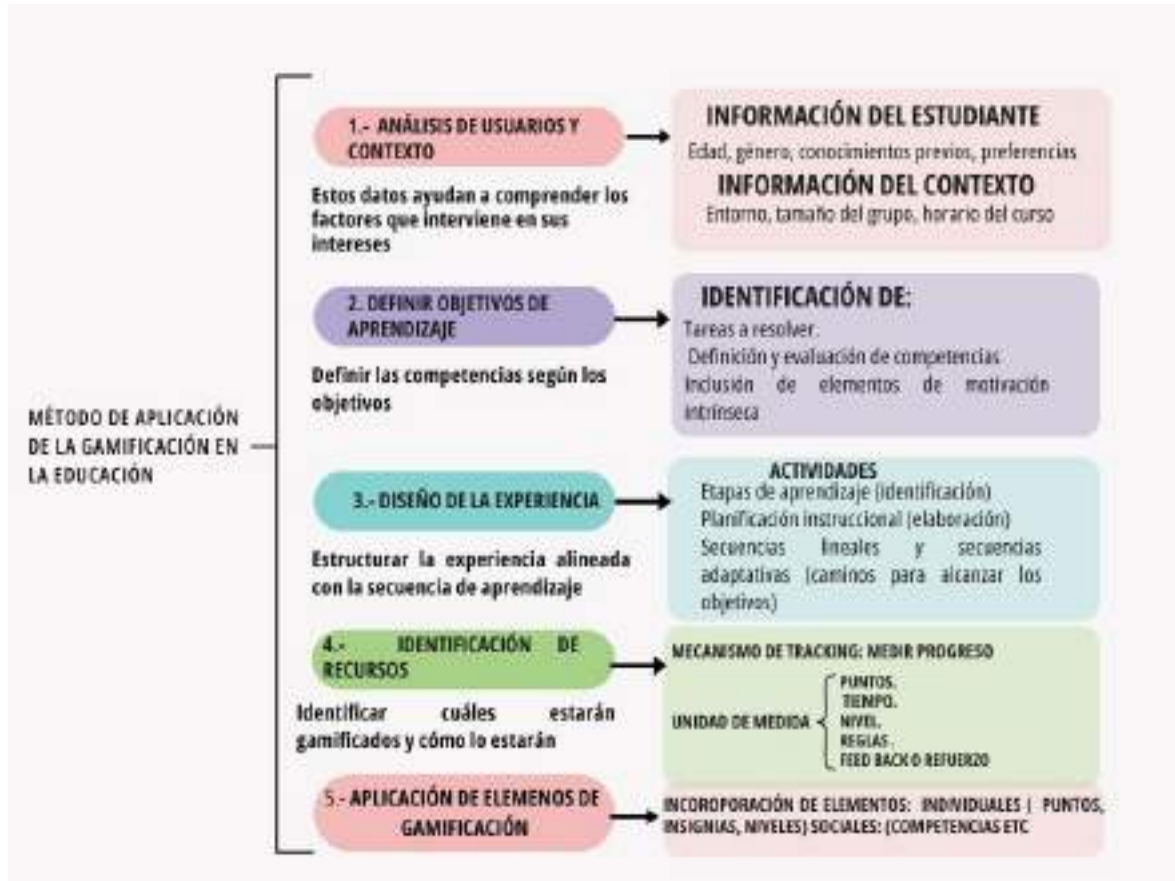 MÉTODO DE APLICACIÓN
DE LA GAMIFICACIÓN EN
LA EDUCACIÓN
1.- ANÁLISIS DE USUARIOS Y
CONTEXTO
Estos datos ayudan a comprender los
factores que interviene en sus
intereses
INFORMACIÓN DEL ESTUDIANTE
Edad, género, conocimientos previos, preferencias
INFORMACIÓN DEL CONTEXTO
Entorno, tamaño del grupo, horario del curso
2. DEFINIR OBJETIVOS DE
APRENDIZAJE
Definir las competencias según los
objetivos
IDENTIFICACIÓN DE:
Tareas a resolver.
Definición y evaluación de competencias
Inclusión de elementos de motivación
intrínseca
3.- DISEÑO DE LA EXPERIENCIA
Estructurar la experiencia alineada
con la secuencia de aprendizaje
ACTIVIDADES
Etapas de aprendizaje (identificación)
Planificación instruccional (elaboración)
Secuencias lineales y secuencias
adaptativas (caminos para alcanzar los
objetivos)
4.- IDENTIFICACIÓN DE
RECURSOS
Identificar cuáles estarán
gamificados y cómo lo estarán
MECANISMO DE TRACKING: MEDIR PROGRESO
UNIDAD DE MEDIDA
PUNTOS.
TIEMPO.
NIVEL.
REGLAS.
FEED BACK O REFUERZO
5.- APLICACIÓN DE ELEMENOS DE
GAMIFICACIÓN
INCOROPORACIÓN DE ELEMENTOS: INDIVIDUALES ( PUNTOS,
INSIGNIAS, NIVELES) SOCIALES: (COMPETENCIAS ETC